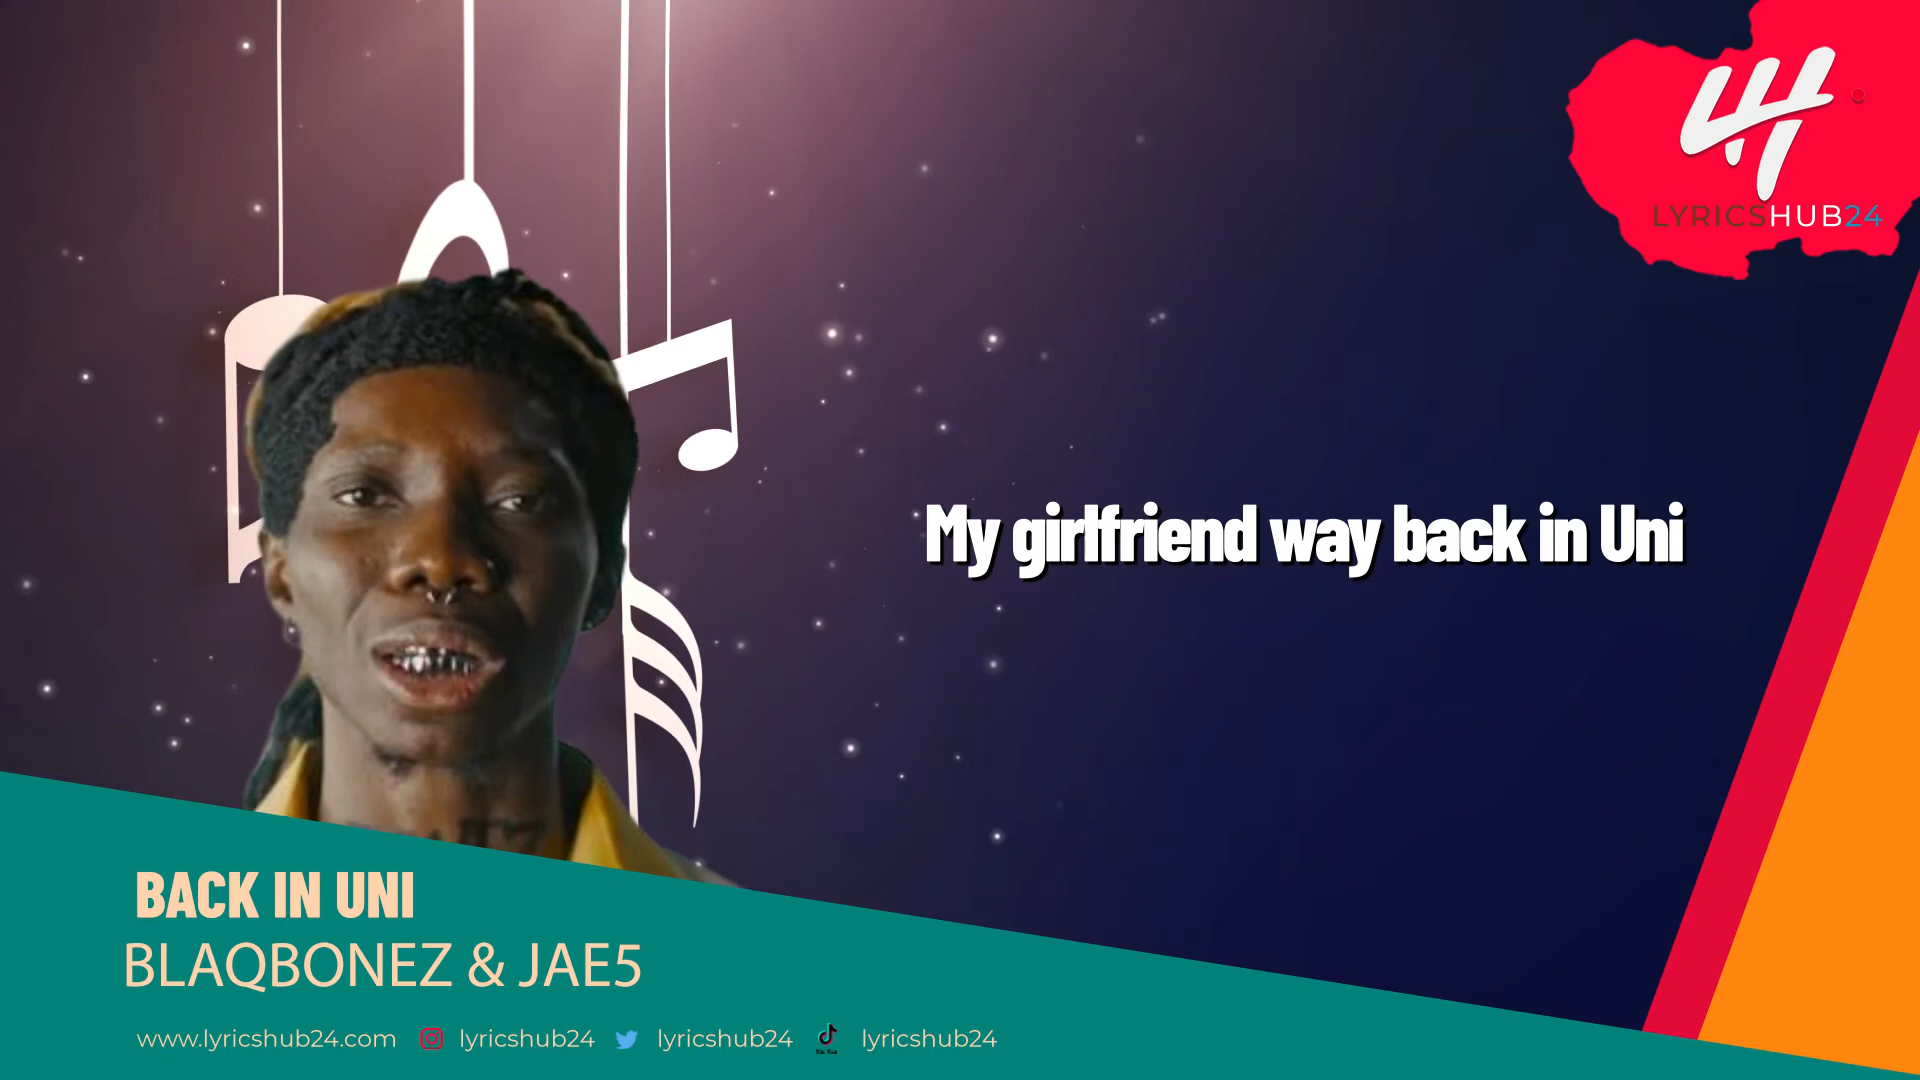 LYRICSHUB24
My girlfriend way back in Uni
BACK IN UNI
BLAQBONEZ & JAE5
www.lyricshub24.com lyricshub24 lyricshub24 lyricshub24